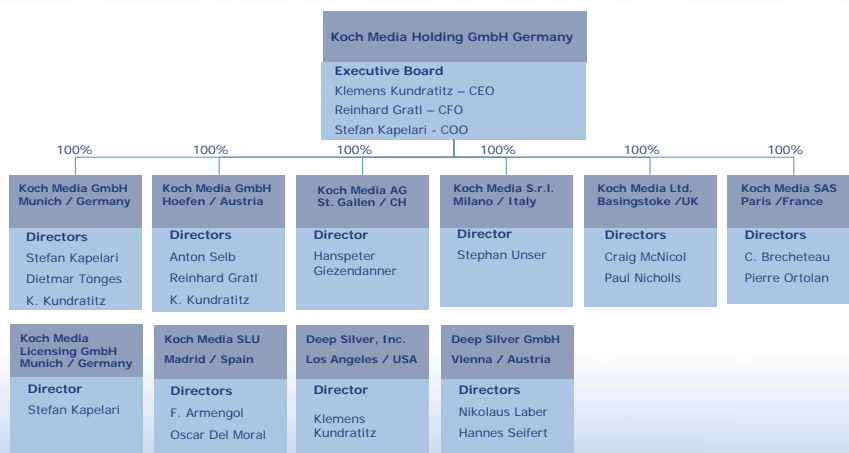 Koch Media Holding GmbH Germany
Executive Board
Klemens Kundratitz – CEO
Reinhard Gratl – CFO
Stefan Kapelari - COO
100%
100%
100%
100%
100%
100%
Koch Media GmbH
Munich / Germany
Directors
Stefan Kapelari
Dietmar Tönges
K. Kundratitz
Koch Media GmbH
Hoefen / Austria
Directors
Anton Selb
Reinhard Gratl
K. Kundratitz
Koch Media AG
St. Gallen / CH
Director
Hanspeter
Giezendanner
Koch Media S.r.l.
Milano / Italy
Director
Stephan Unser
Koch Media Ltd.
Basingstoke /UK
Directors
Craig McNicol
Paul Nicholls
Koch Media SAS
Paris /France
Directors
C. Brecheteau
Pierre Ortolan
Koch Media
Licensing GmbH
Munich / Germany
Director
Stefan Kapelari
Koch Media SLU
Madrid / Spain
Directors
F. Armengol
Oscar Del Moral
Deep Silver, Inc.
Los Angeles / USA
Director
Klemens
Kundratitz
Deep Silver GmbH
Vienna / Austria
Directors
Nikolaus Laber
Hannes Seifert